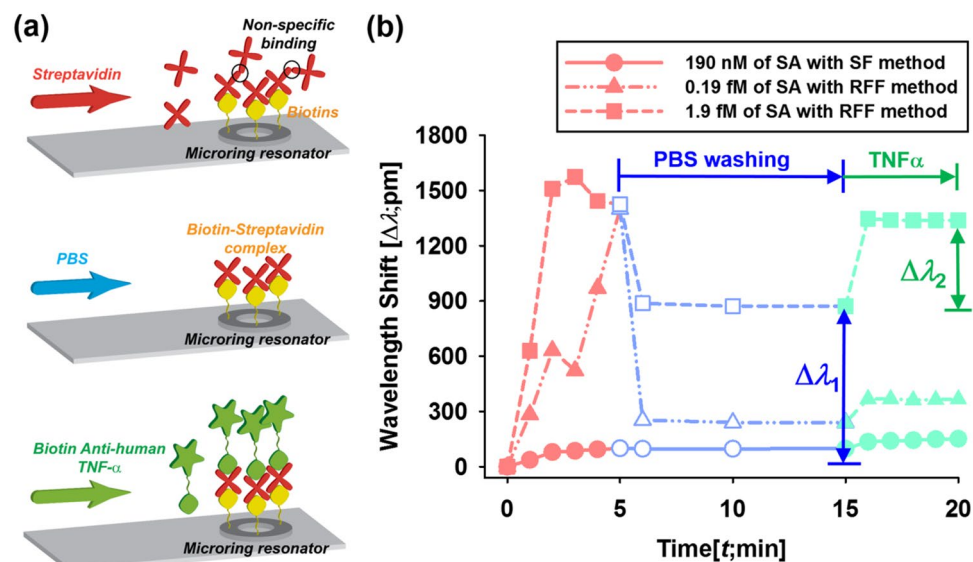 (a)
Non-specific
binding
Streptavidin
Biotins
Microring resonator
Biotin-Streptavidin
complex
PBS
Microring resonator
Biotin Anti-human
TNF-α
Microring resonator
(b)
190 nM of SA with SF method
0.19 fM of SA with RFF method
1.9 fM of SA with RFF method
Wavelength Shift [Δλ;pm]
1800
1500
1200
900
600
300
0
PBS washing
TNFα
Δλ2
Δλ1
0 5 10 15 20
Time[t;min]